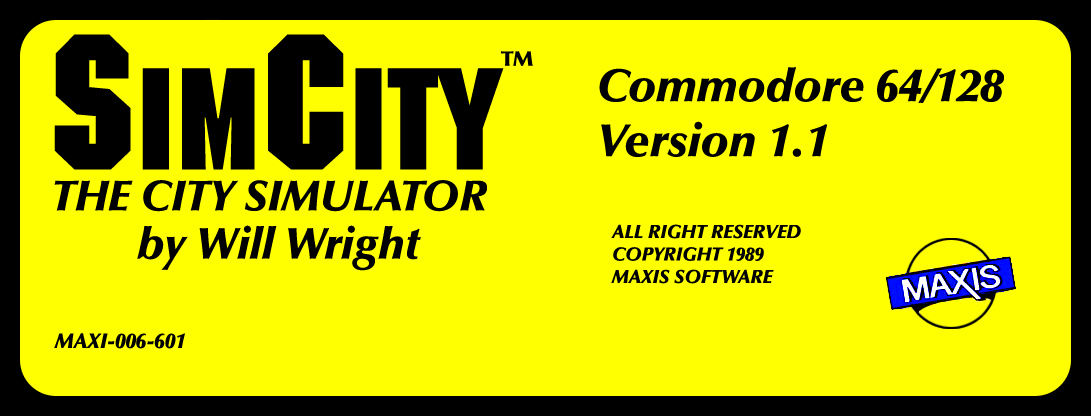 SIMCITY™
THE CITY SIMULATOR
by Will Wright
MAXI-006-601
Commodore 64/128
Version 1.1
ALL RIGHT RESERVED
COPYRIGHT 1989
MAXIS SOFTWARE
MAXIS